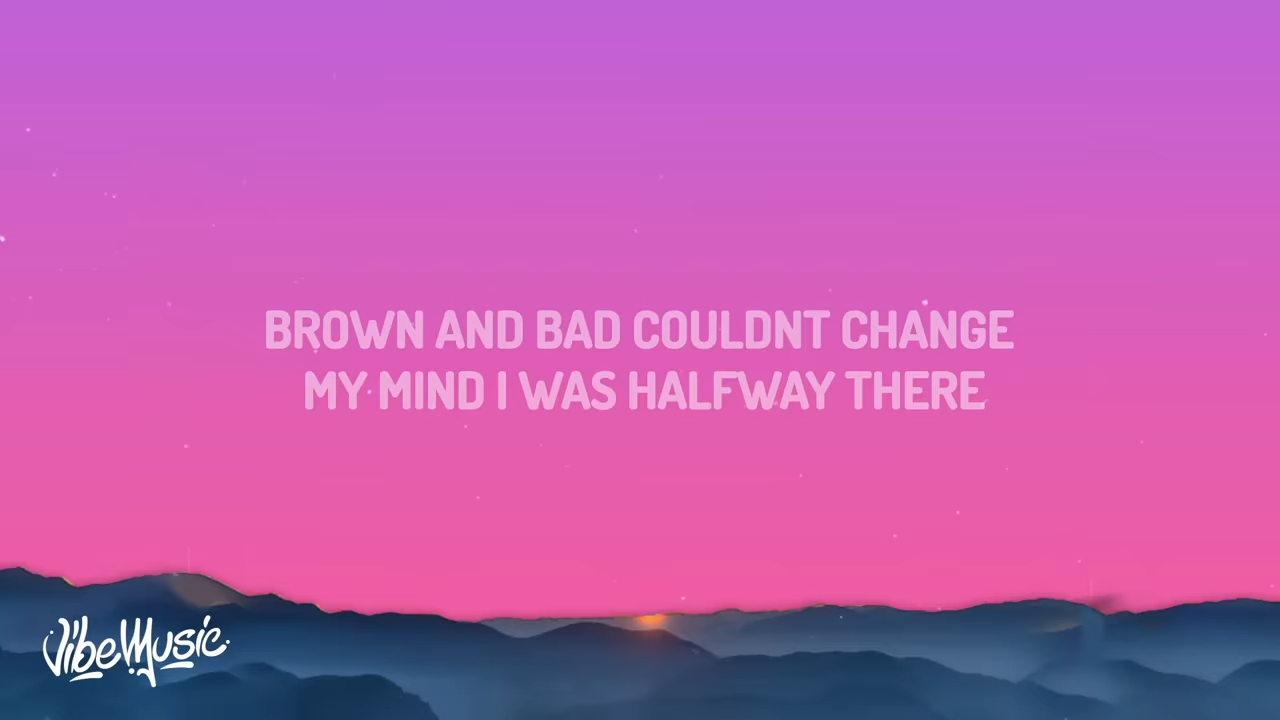 BROWN AND BAD COULDNT CHANGE
MY MIND I WAS HALFWAY THERE
VibeMusic